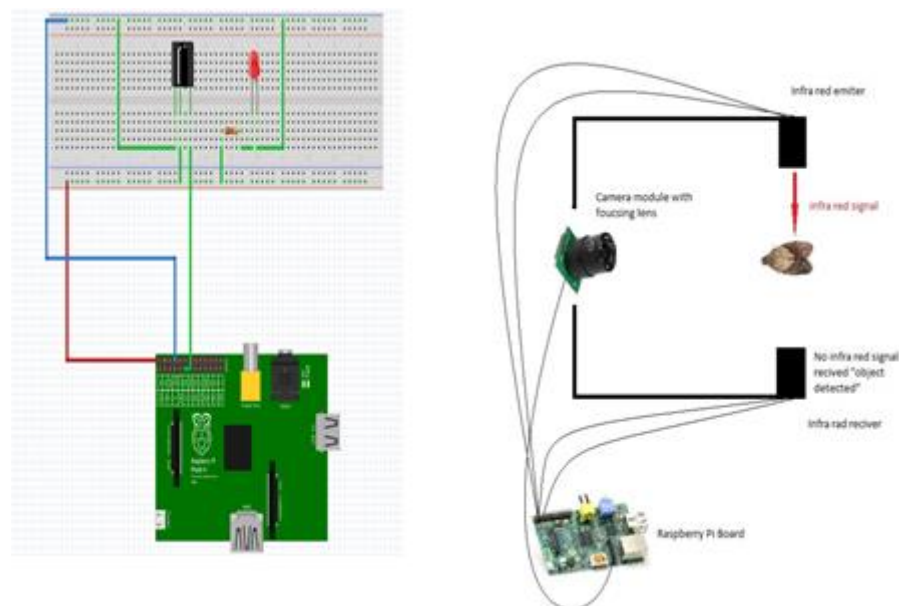 Infra red emitter
Camera module with
foucsing lens
infra red signal
No infra red signal
recived "object
detected"
Infra rad reciver
Raspberry Pi Board